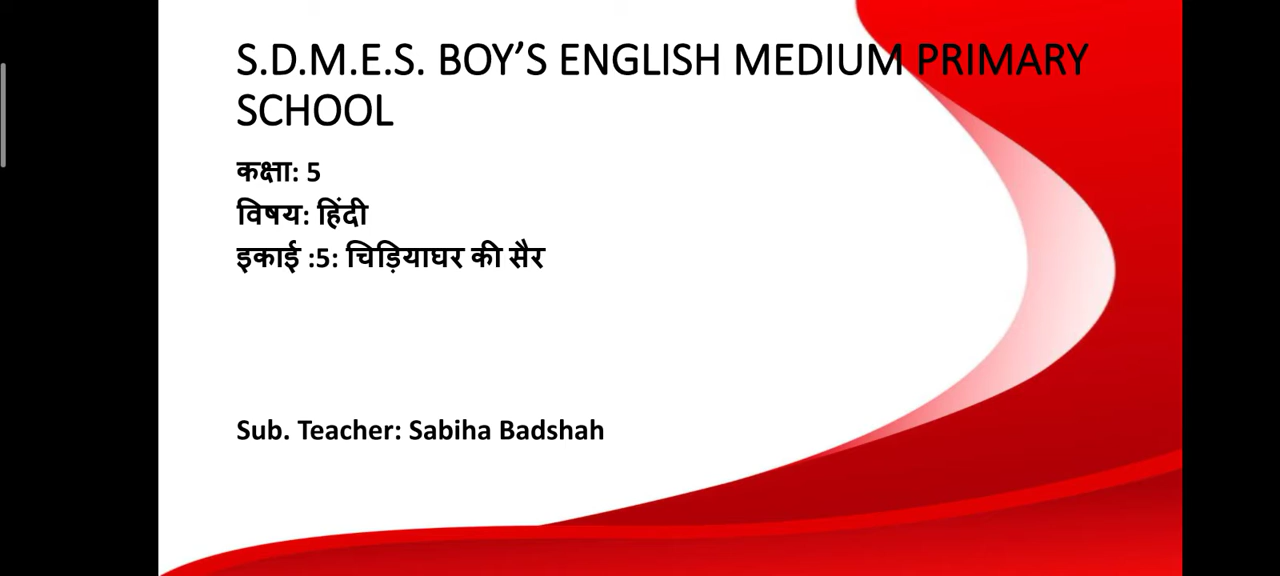 S.D.M.E.S. BOY’S ENGLISH MEDIUM PRIMARY
SCHOOL
कक्षा: 5
विषय: हिंदी
इकाई :5: चिड़ियाघर की सैर
Sub. Teacher: Sabiha Badshah